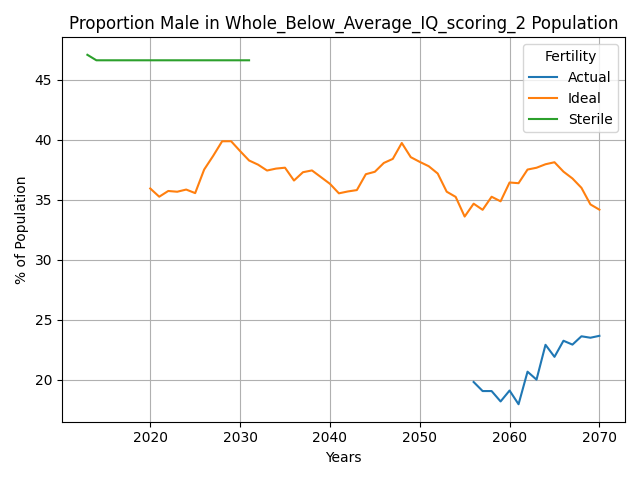 Proportion Male in Whole_Below_Average_IQ_scoring_2 Population
% of Population
45
40
35
30
25
20
Fertility
Actual
Ideal
Sterile
2020 2030 2040 2050 2060 2070
Years